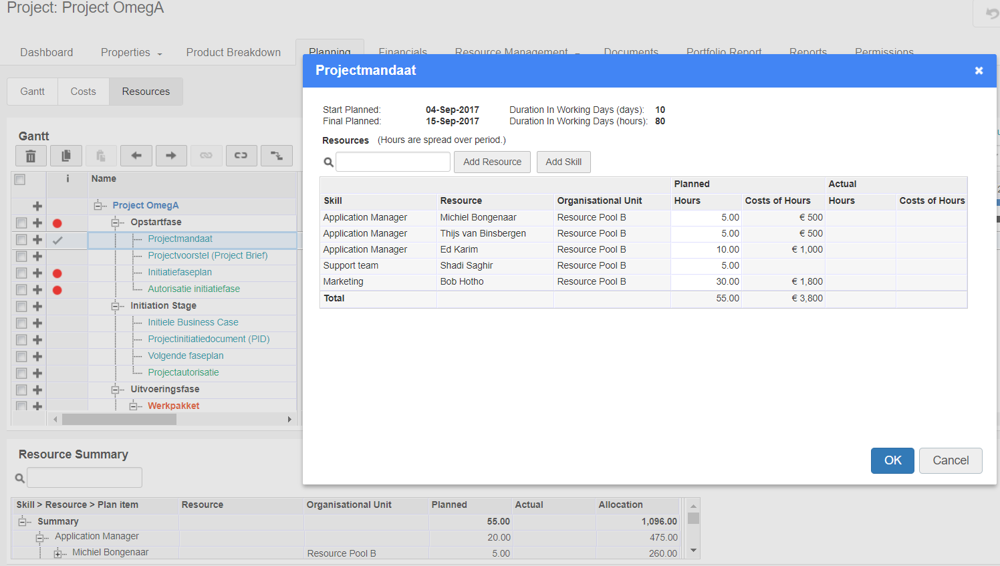 Project: Project OmegA
Dashboard Properties Product Breakdown Planning Financials Resource Management Documents Portfolio Report Reports Permissions
Gantt Costs Resources
Gantt
i Name
Project OmegA
Opstartfase
Projectmandaat
Projectvoorstel (Project Brief)
Initiatiefaseplan
Autorisatie initiatiefase
Initiation Stage
Initiele Business Case
Projectinitiatiedocument (PID)
Volgende faseplan
Projectautorisatie
Uitvoeringsfase
Werkpakket
Projectmandaat
Start Planned: 04-Sep-2017 Duration In Working Days (days): 10
Final Planned: 15-Sep-2017 Duration In Working Days (hours): 80
Resources (Hours are spread over period.)
Add Resource Add Skill
Planned Actual
Skill Resource Organisational Unit Hours Costs of Hours Hours Costs of Hours
Application Manager Michiel Bongenaar Resource Pool B 5.00 € 500
Application Manager Thijs van Binsbergen Resource Pool B 5.00 € 500
Application Manager Ed Karim Resource Pool B 10.00 € 1,000
Support team Shadi Saghir Resource Pool B 5.00
Marketing Bob Hotho Resource Pool B 30.00 € 1,800
Total 55.00 € 3,800
OK Cancel
Resource Summary
Skill > Resource > Plan item Resource Organisational Unit Planned Actual Allocation
Summary 55.00 1,096.00
Application Manager 20.00 475.00
Michiel Bongenaar Resource Pool B 5.00 260.00